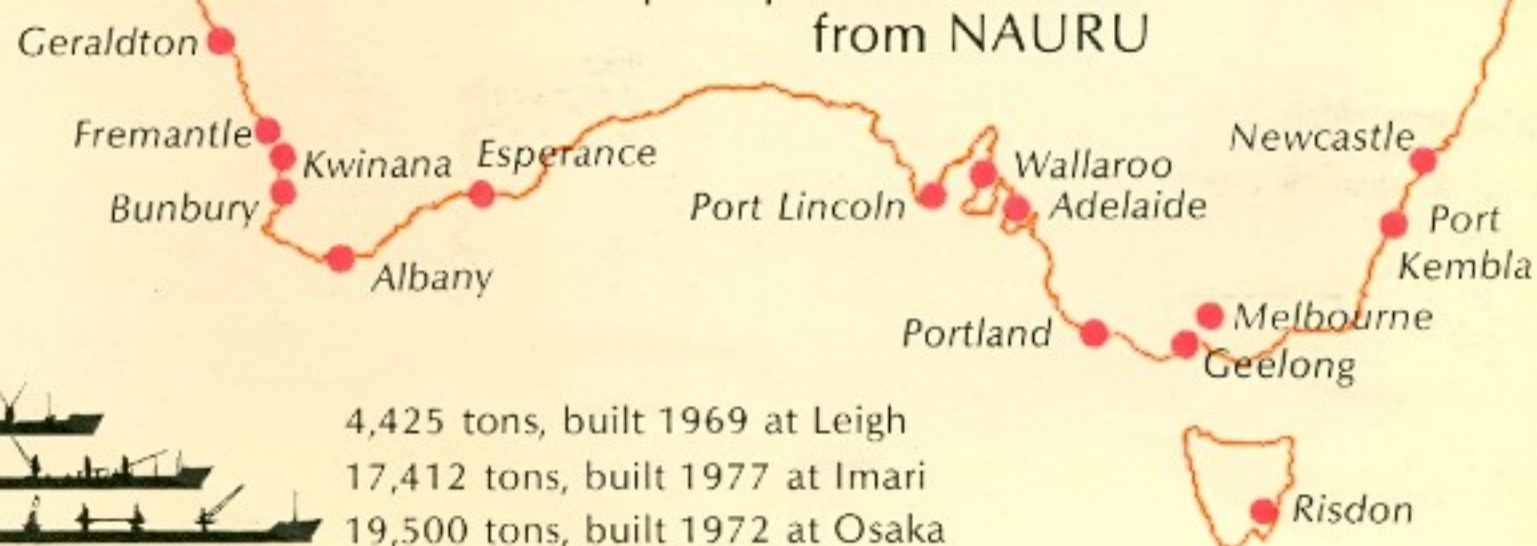 from NAURU
Geraldton
Fremantle
Kwinana
Esperance
Bunbury
Albany
Port Lincoln
Wallaroo
Adelaide
Newcastle
Port
Kembla
Portland
Melbourne
Geelong
4,425 tons, built 1969 at Leigh
17,412 tons, built 1977 at Imari
19,500 tons, built 1972 at Osaka
Risdon